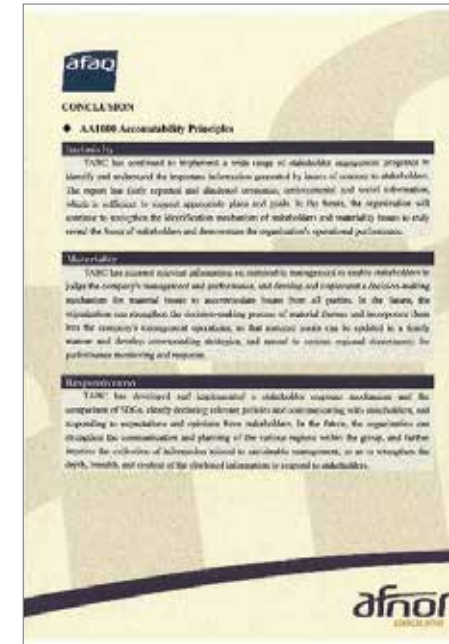 afaq
CONCLUSION
◆ AA1000 Accountability Principles
Inclusivity
TAIRC has continued to implement a wide range of stakeholder engagement programs to
identify and understand the important information generated by issues of concern to stakeholders.
The report has fairly reported and disclosed economic, environmental and social information,
which is sufficient to support appropriate plans and goals. In the future, the organization will
continue to strengthen the identification mechanism of stakeholders and materiality issues to truly
reveal the focus of stakeholders and demonstrate the organization's operational performance.
Materiality
relevant information on sustainable management to enable stakeholders to
judge the company's management and performance, and develop and implement a decision-making
mechanism for material issues to accommodate issues from all parties. In the future, the
organization can strengthen the decision-making process of material themes and incorporate them
into the company's management operations, so that material issues can be updated in a timely
manner and develop corresponding strategies, and to various regional departments for
performance monitoring and response.
Responsiveness
has developed and implemented a stakeholder response mechanism and the
comparison of SDGs, clearly declaring relevant policies and communicating with stakeholders, and
responding to expectations and opinions from stakeholders. In the future, the organization can
strengthen the communication and planning of the various regions within the group, and further
improve the collection of information related to sustainable management, so as to strengthen the
depth, breadth, and content of the disclosed information to respond to stakeholders.
afnor
GROUPE